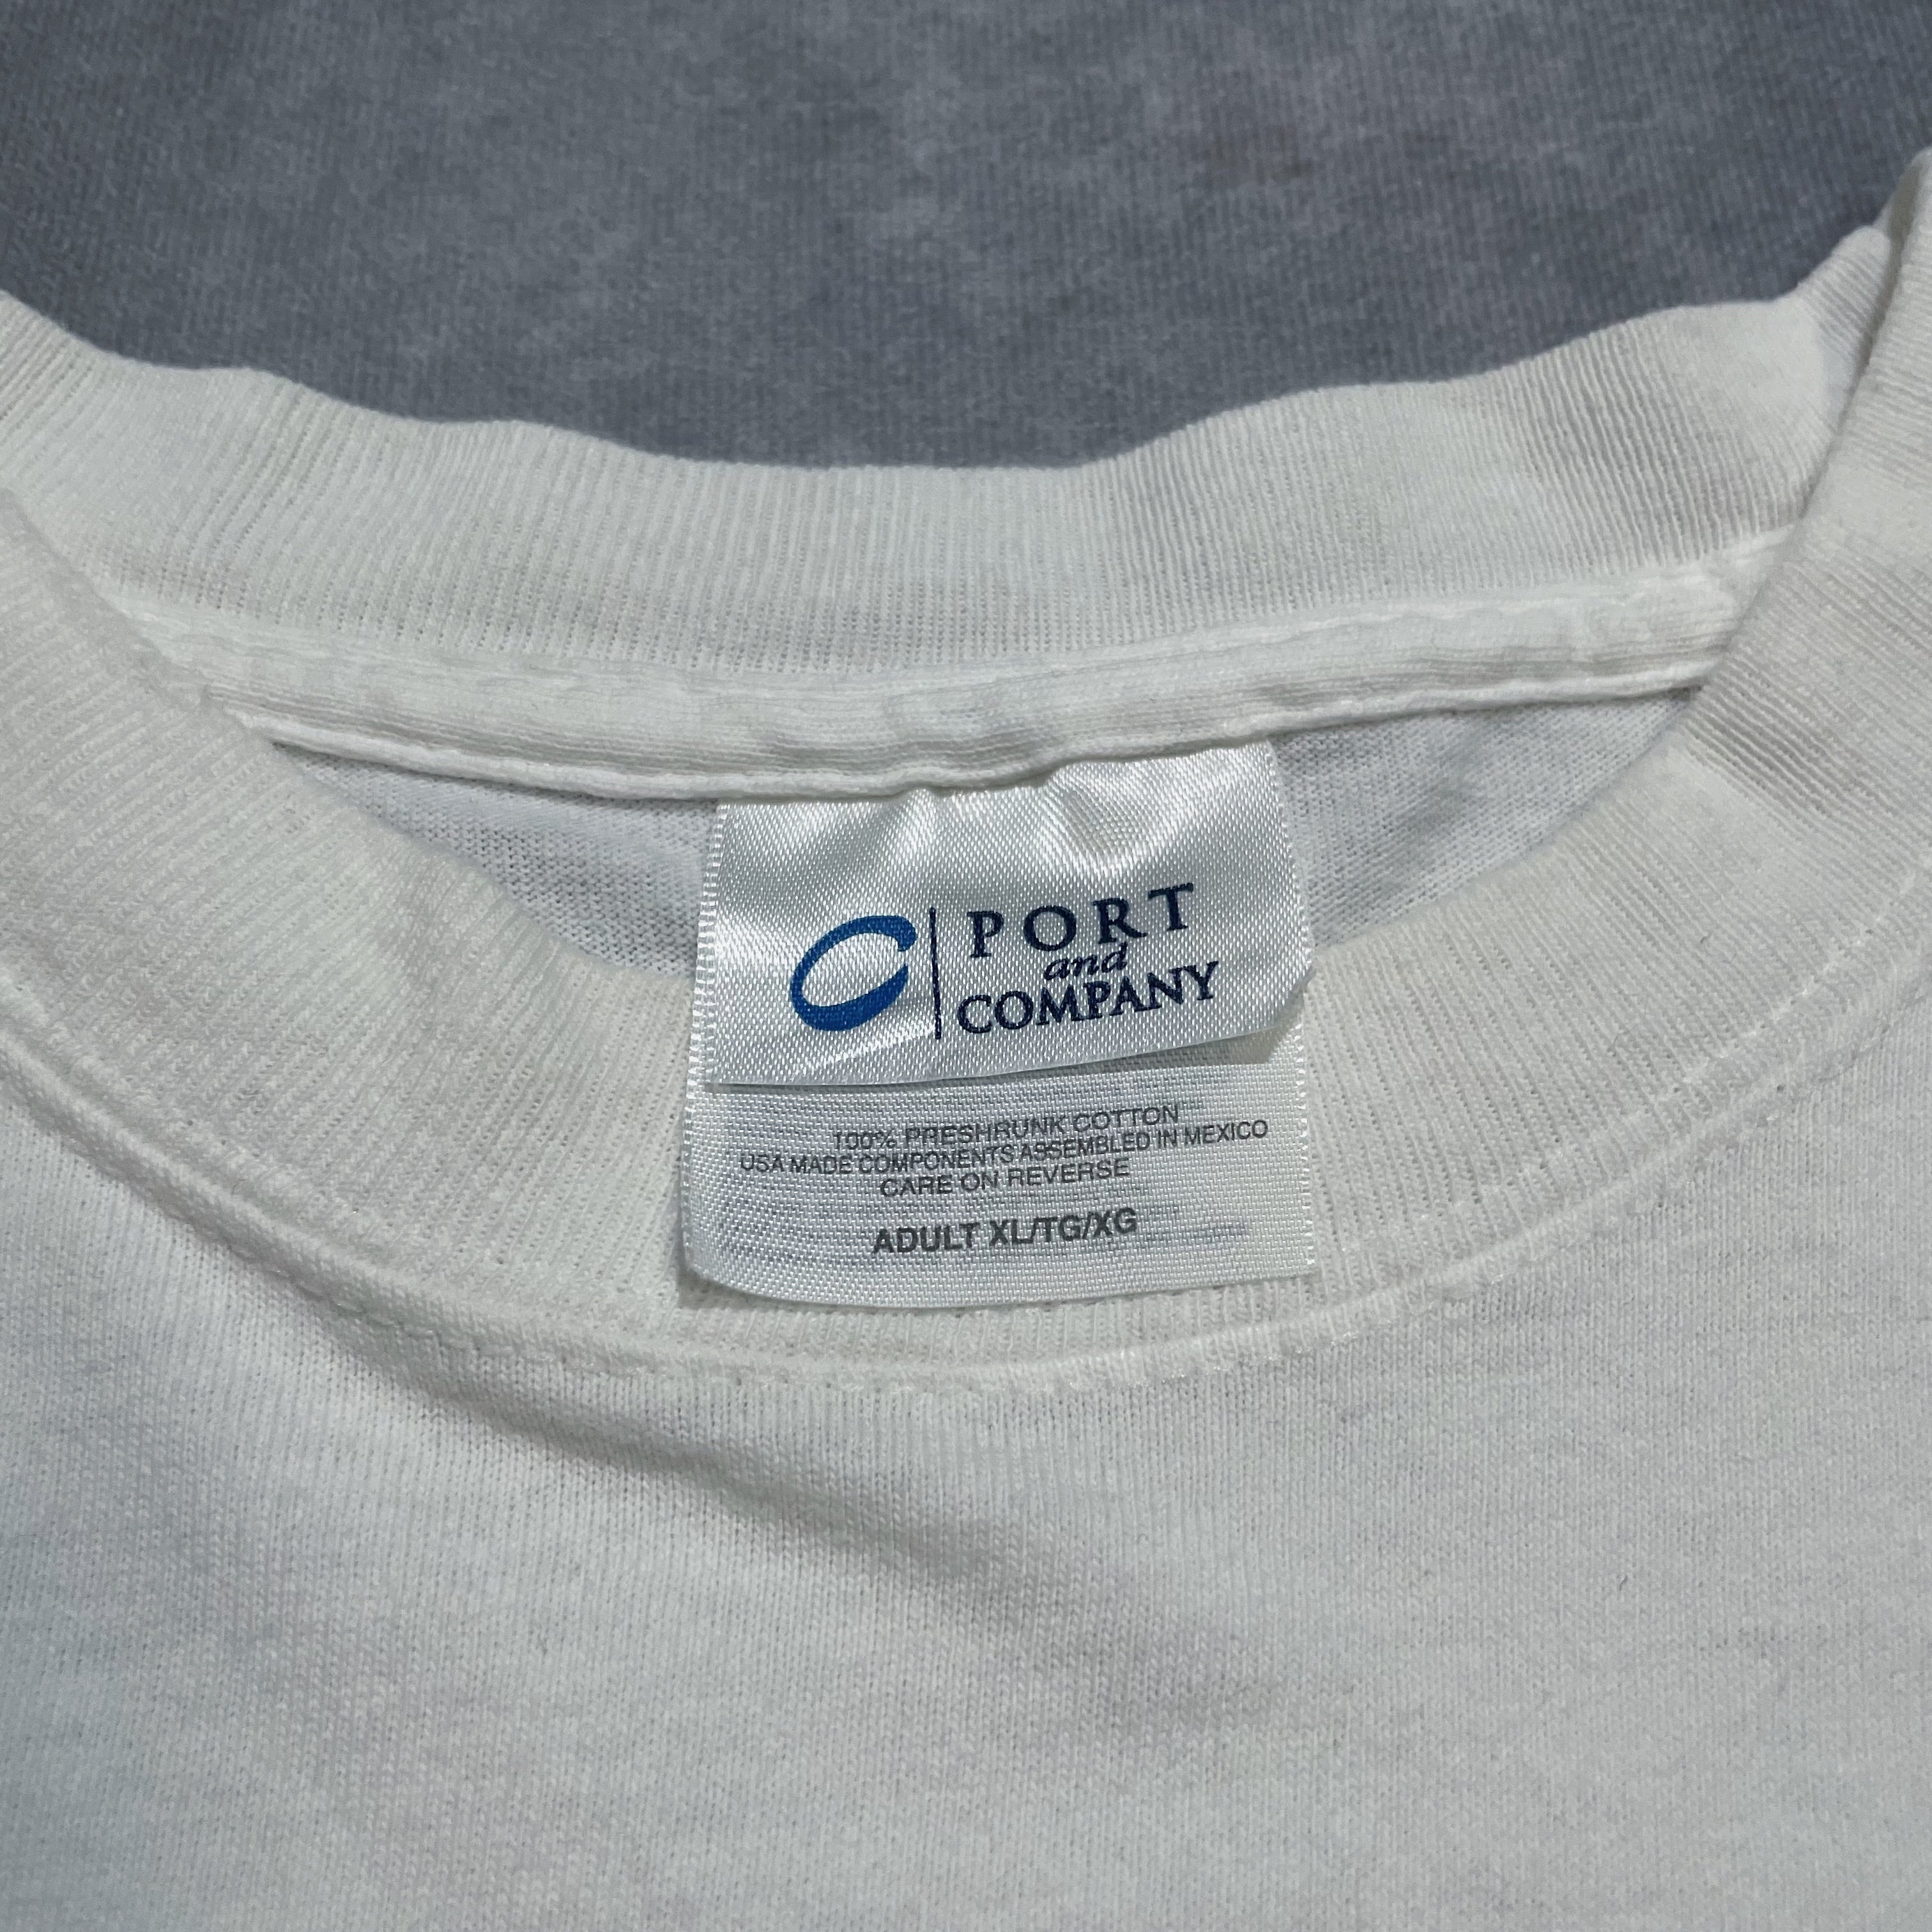 PORT
and
COMPANY
100% PRESHRUNK COTTON
USA MADE COMPONENTS ASSEMBLED IN MEXICO
CARE ON REVERSE
ADULT XL/TG/XG